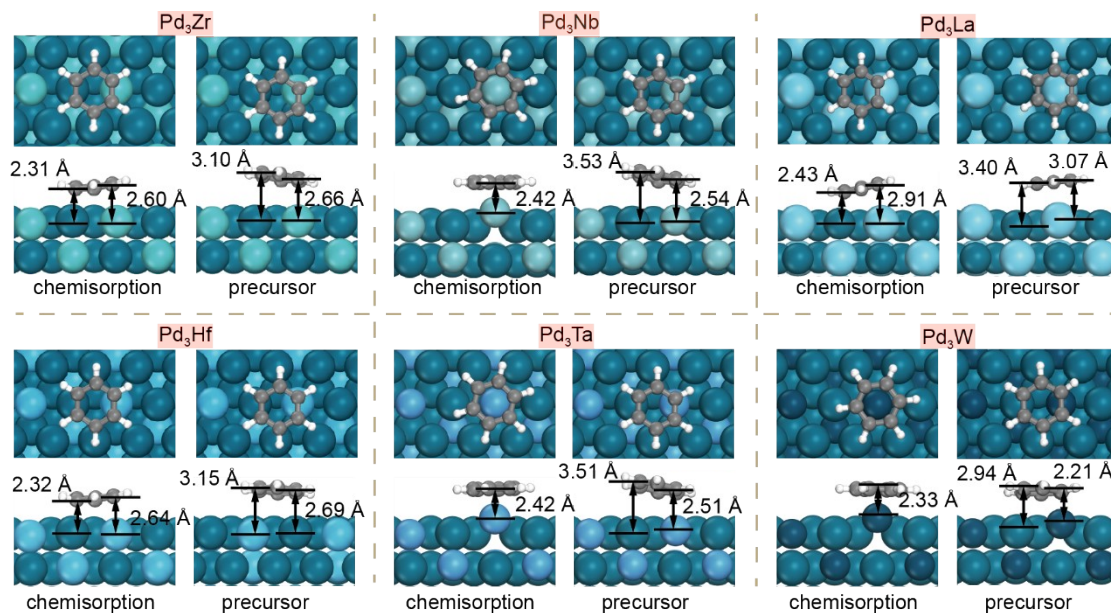 Pd₃Zr
2.31 Å
2.60 Å
3.10 Å
2.66 Å
chemisorption
precursor
Pd₃Nb
2.42 Å
3.53 Å
2.54 Å
chemisorption
precursor
Pd₃La
2.43 Å
2.91 Å
3.40 Å
3.07 Å
chemisorption
precursor
Pd₃Hf
2.32 Å
2.64 Å
3.15 Å
2.69 Å
chemisorption
precursor
Pd₃Ta
2.42 Å
3.51 Å
2.51 Å
chemisorption
precursor
Pd₃W
2.33 Å
2.94 Å
2.21 Å
chemisorption
precursor